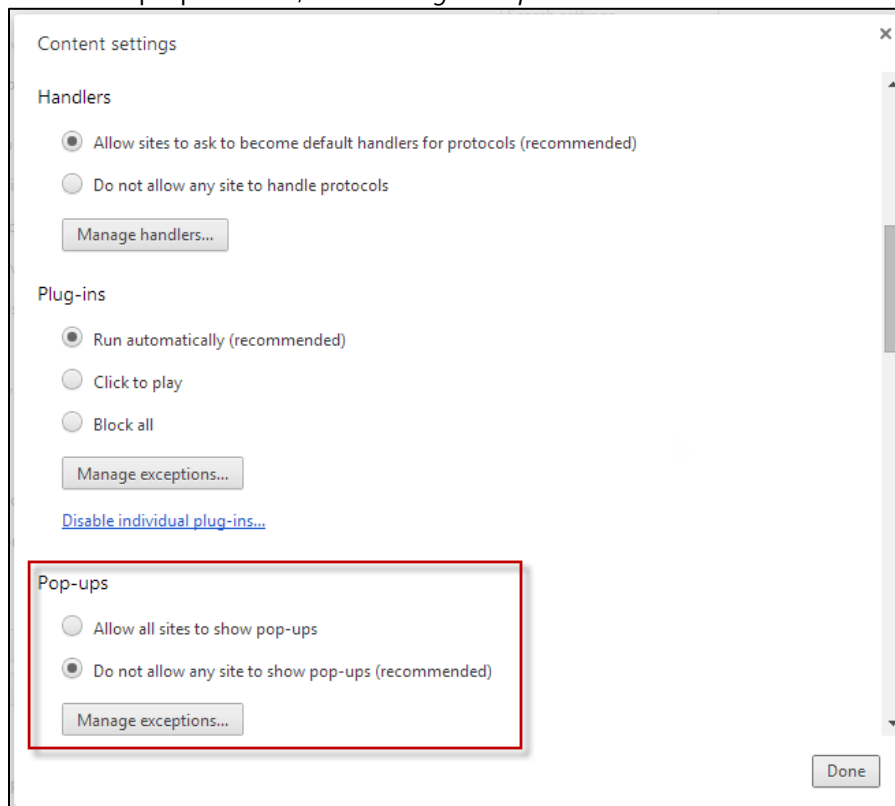 Content settings
Handlers
Allow sites to ask to become default handlers for protocols (recommended)
Do not allow any site to handle protocols
Manage handlers...
Plug-ins
Run automatically (recommended)
Click to play
Block all
Manage exceptions...
Disable individual plug-ins...
Pop-ups
Allow all sites to show pop-ups
Do not allow any site to show pop-ups (recommended)
Manage exceptions...
Done